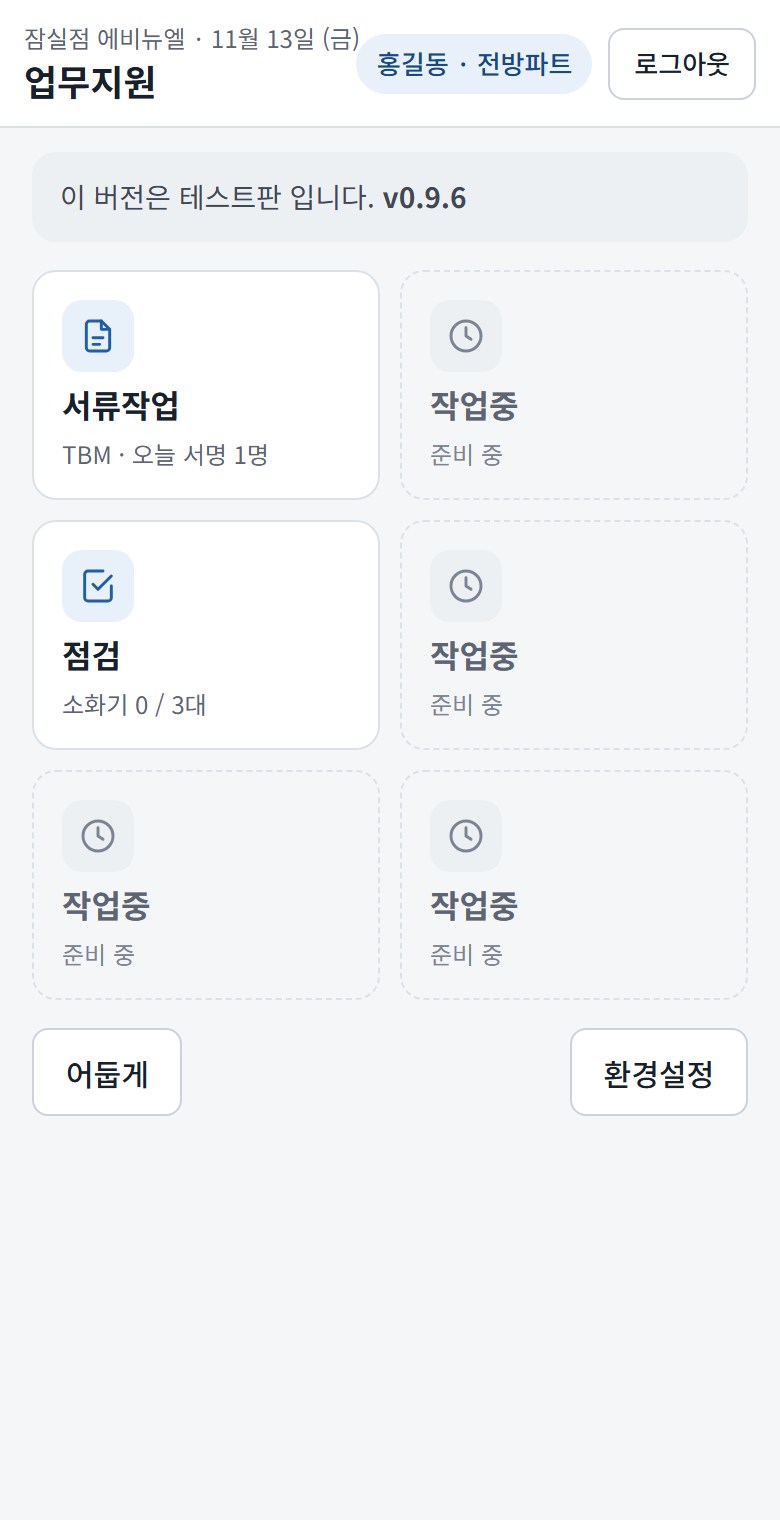 잠실점 에비뉴엘 · 11월 13일 (금)
업무지원
홍길동 · 전방파트
로그아웃
이 버전은 테스트판 입니다. v0.9.6
서류작업
TBM · 오늘 서명 1명
작업중
준비 중
점검
소화기 0 / 3대
작업중
준비 중
작업중
준비 중
작업중
준비 중
어둡게
환경설정